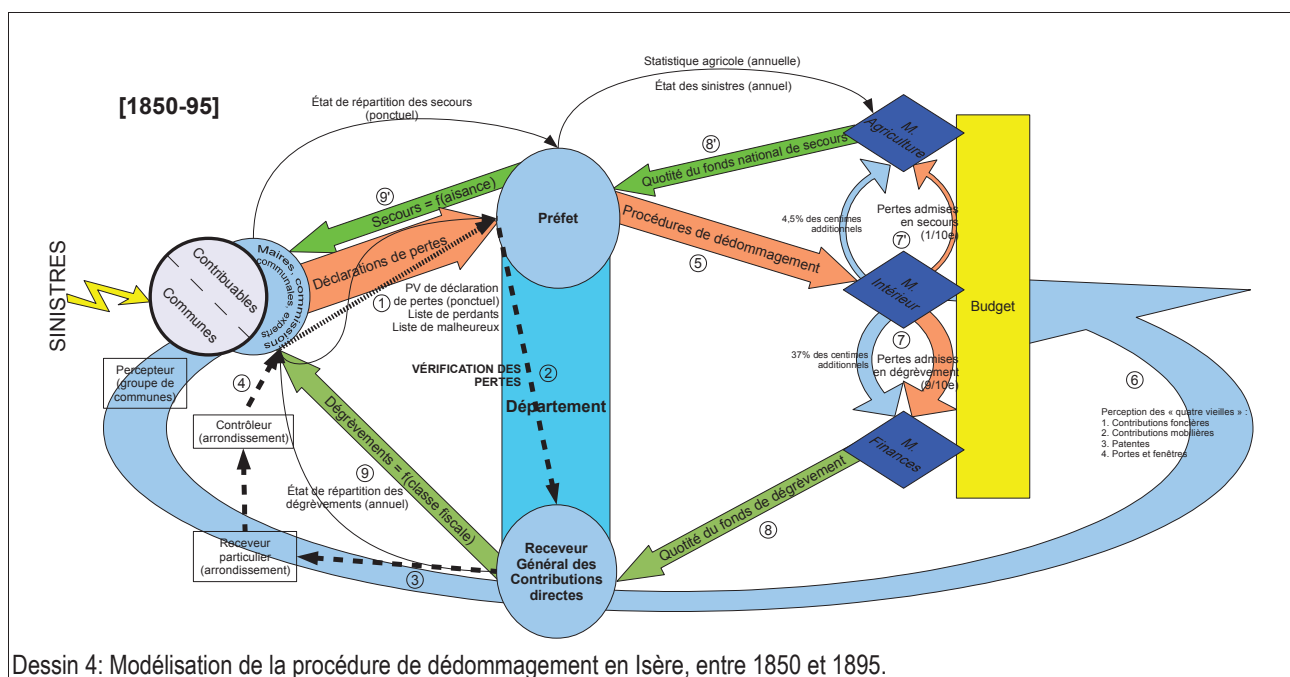 [1850-95]
Statistique agricole (annuelle)
État des sinistres (annuel)
État de répartition des secours
(ponctuel)
M.
Agriculture
8'
Quotité du fonds national de secours
9'
Secours = f(aisance)
Préfet
Procédures de dédommagement
5
4,5% des centimes
additionnels
Pertes admises
en secours
(1/10e)
7'
SINISTRES
Contribuables
Communes
Maires, commissions
communales, experts
Déclarations de pertes
1
PV de déclaration
de pertes (ponctuel)
Liste de perdants
Liste de malheureux
M.
Intérieur
Budget
7
37% des centimes
additionnels
Pertes admises
en dégrèvement
(9/10e)
VÉRIFICATION DES
PERTES
2
Percepteur
(groupe de
communes)
4
6
Département
Perception des « quatre vieilles » :
1. Contributions foncières
2. Contributions mobilières
3. Patentes
4. Portes et fenêtres
Contrôleur
(arrondissement)
M.
Finances
Dégrèvements = f(classe fiscale)
9
État de répartition des
dégrèvements (annuel)
Quotité du fonds de dégrèvement
8
Receveur
particulier
(arrondissement)
3
Receveur
Général des
Contributions
directes
Dessin 4: Modélisation de la procédure de dédommagement en Isère, entre 1850 et 1895.